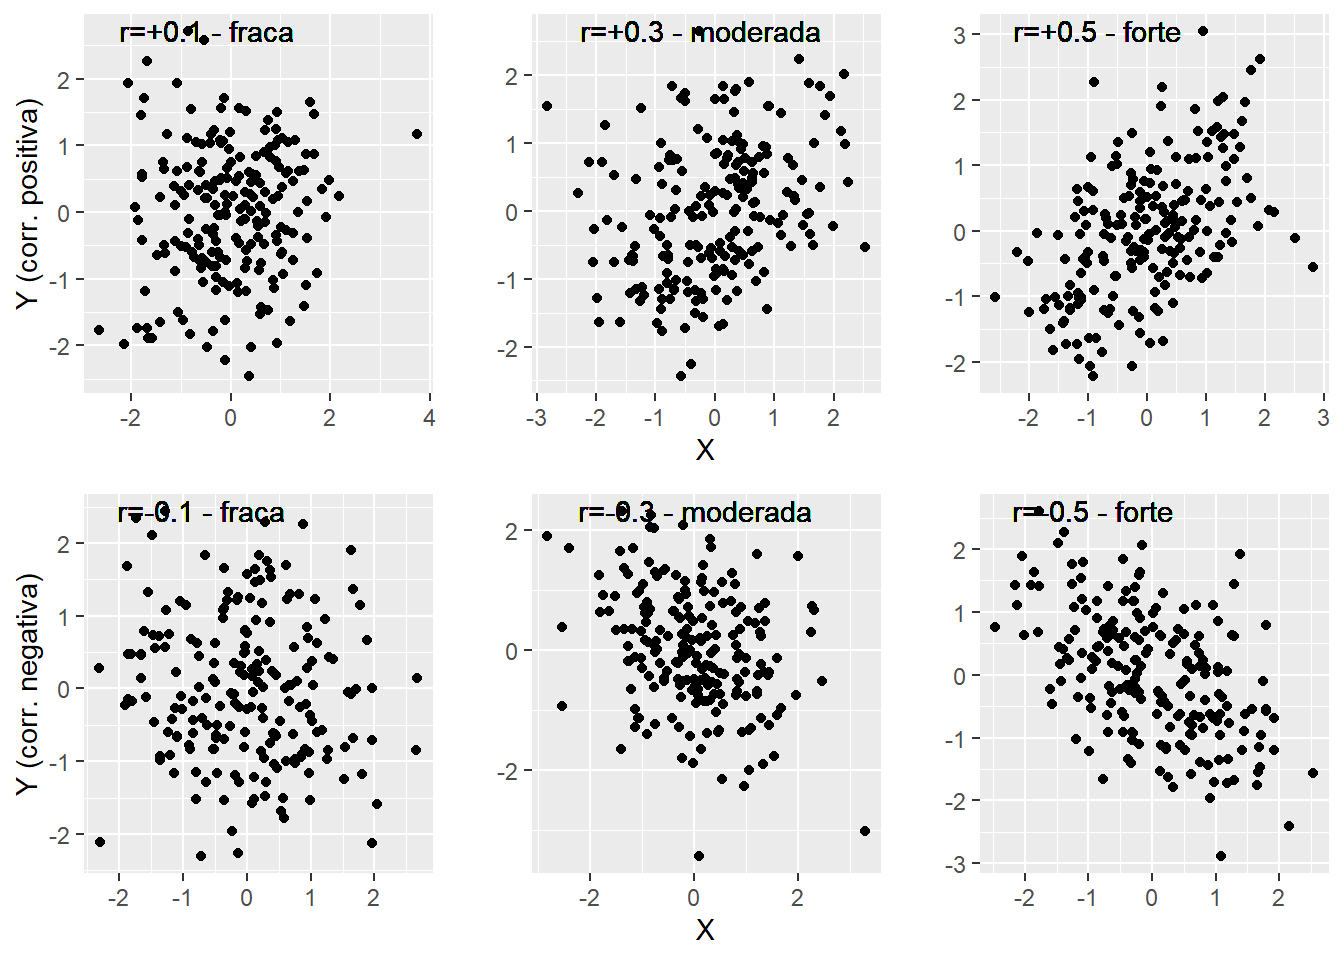 r=+0.1 - fraca
r=+0.3 - moderada
r=+0.5 - forte
Y (corr. positiva)
2
1
0
-1
-2
2
1
0
-1
-2
3
2
1
0
-1
-2
-2 0 2 4
-3 -2 -1 0 1 2
-2 -1 0 1 2 3
X
r=-0.1 - fraca
r=-0.3 - moderada
r=-0.5 - forte
Y (corr. negativa)
2
1
0
-1
-2
2
0
-2
2
1
0
-1
-2
-3
-2 -1 0 1 2
-2 0 2
-2 -1 0 1 2
X